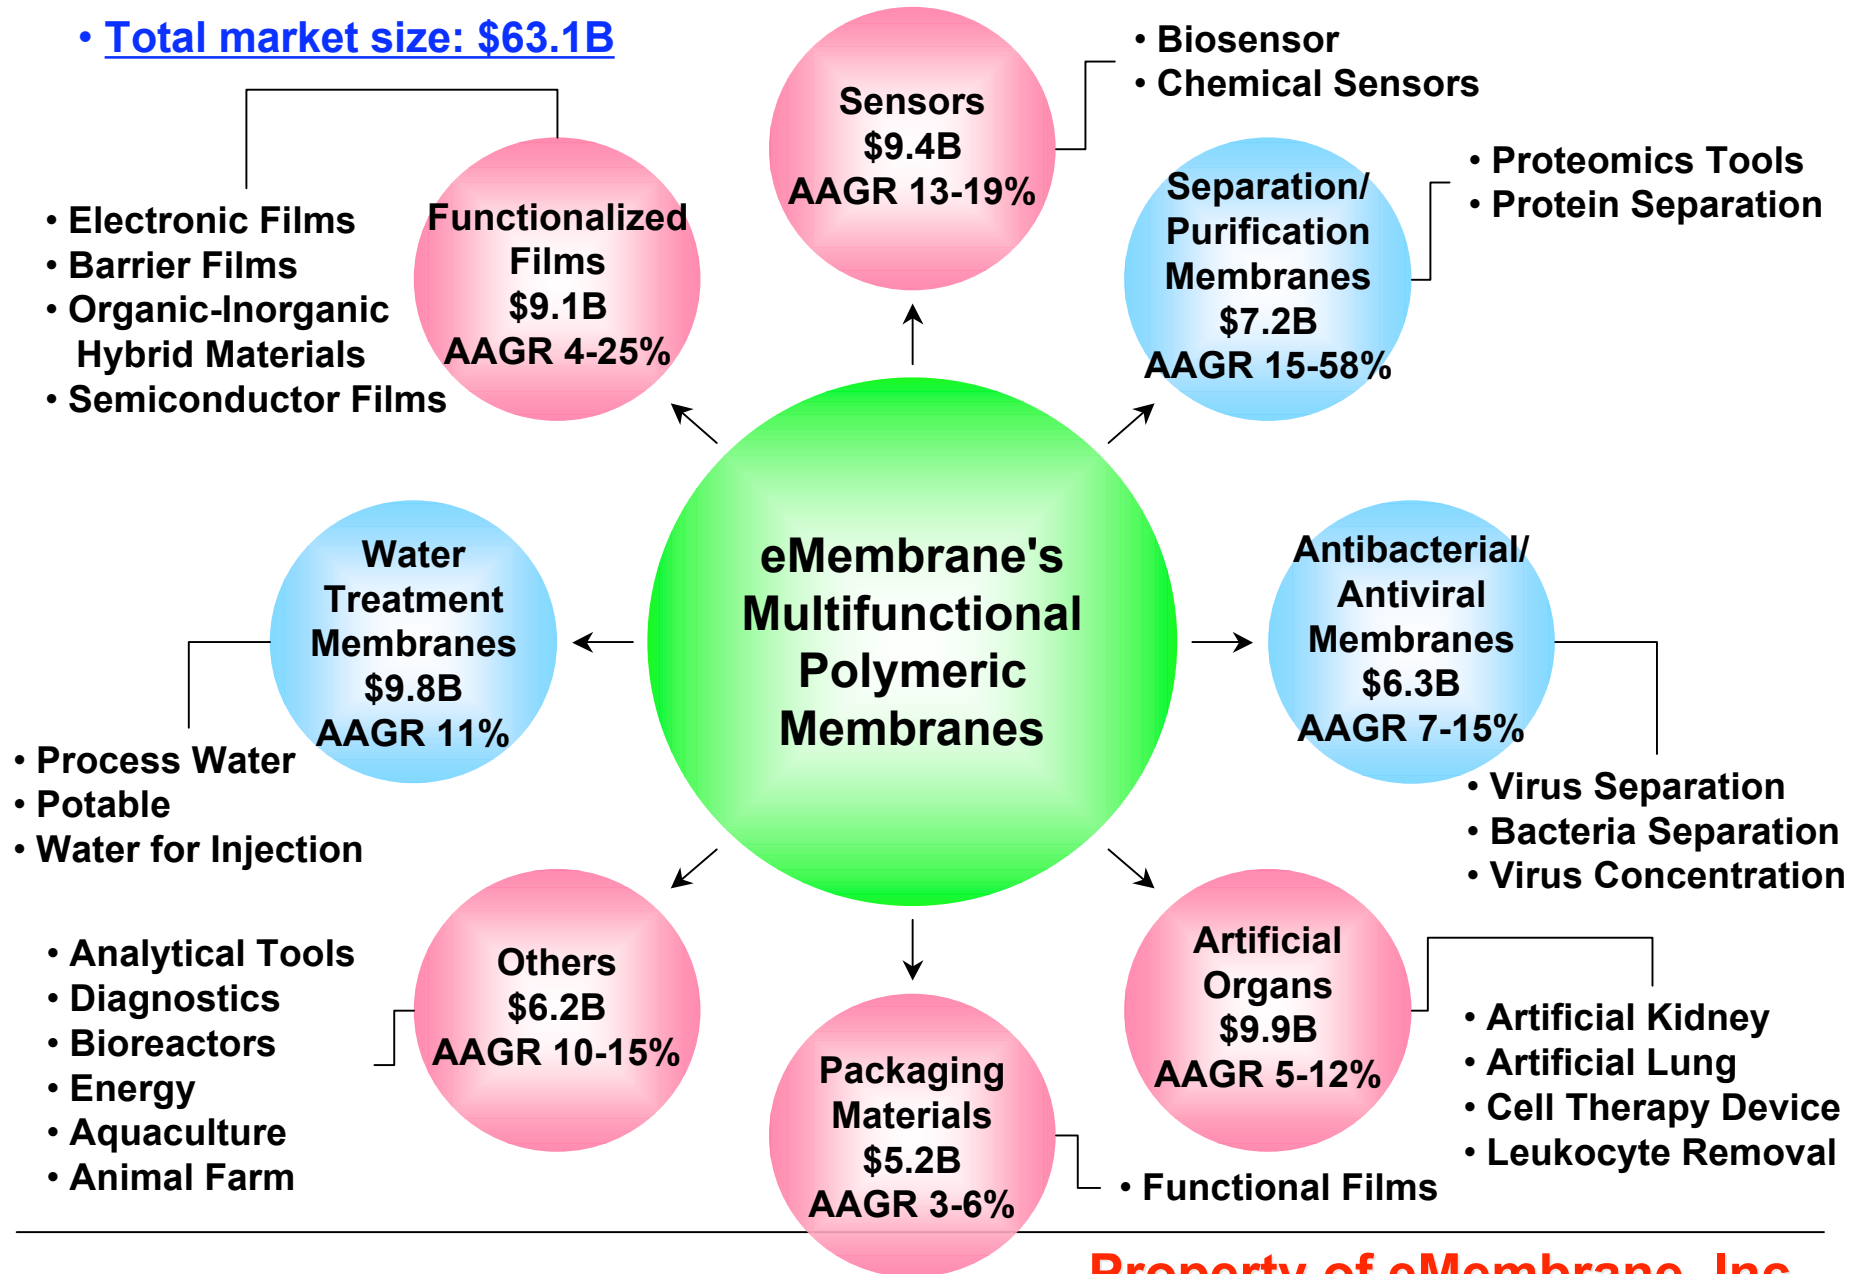 • Total market size: $63.1B
Sensors
$9.4B
AAGR 13-19%
• Biosensor
• Chemical Sensors
Functionalized
Films
$9.1B
AAGR 4-25%
• Electronic Films
• Barrier Films
• Organic-Inorganic
Hybrid Materials
• Semiconductor Films
Separation/
Purification
Membranes
$7.2B
AAGR 15-58%
• Proteomics Tools
• Protein Separation
Water
Treatment
Membranes
$9.8B
AAGR 11%
• Process Water
• Potable
• Water for Injection
eMembrane's
Multifunctional
Polymeric
Membranes
Antibacterial/
Antiviral
Membranes
$6.3B
AAGR 7-15%
• Virus Separation
• Bacteria Separation
• Virus Concentration
• Analytical Tools
• Diagnostics
• Bioreactors
• Energy
• Aquaculture
• Animal Farm
Others
$6.2B
AAGR 10-15%
Packaging
Materials
$5.2B
AAGR 3-6%
• Functional Films
Artificial
Organs
$9.9B
AAGR 5-12%
• Artificial Kidney
• Artificial Lung
• Cell Therapy Device
• Leukocyte Removal
Property of eMembrane, Inc